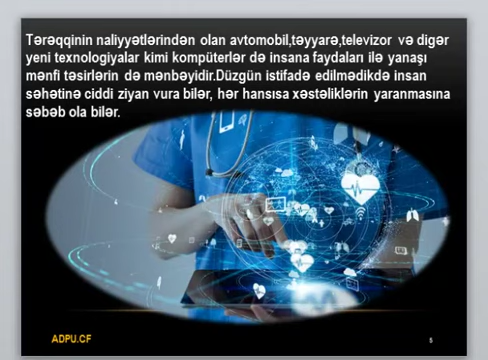 Tərəqqinin naliyyətlərindən olan avtomobil,təyyarə,televizor və digər
yeni texnologiyalar kimi kompüterlər də insana faydaları ilə yanaşı
mənfi təsirlərin də mənbəyidir.Düzgün istifadə edilmədikdə insan
səhətinə ciddi ziyan vura bilər, hər hansısa xəstəliklərin yaranmasına
səbəb ola bilər.
ADPU.CF
5